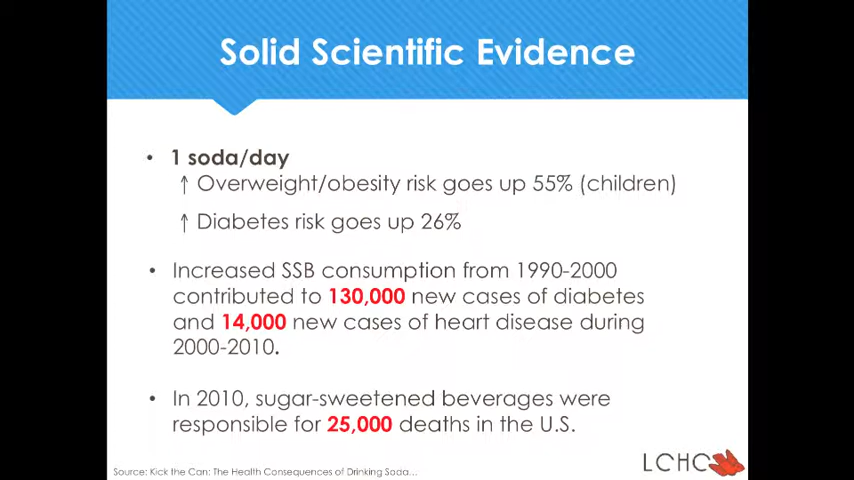 Solid Scientific Evidence
• 1 soda/day
↑ Overweight/obesity risk goes up 55% (children)
↑ Diabetes risk goes up 26%
• Increased SSB consumption from 1990-2000
contributed to 130,000 new cases of diabetes
and 14,000 new cases of heart disease during
2000-2010.
• In 2010, sugar-sweetened beverages were
responsible for 25,000 deaths in the U.S.
LCHC
Source: Kick the Can: The Health Consequences of Drinking Soda...